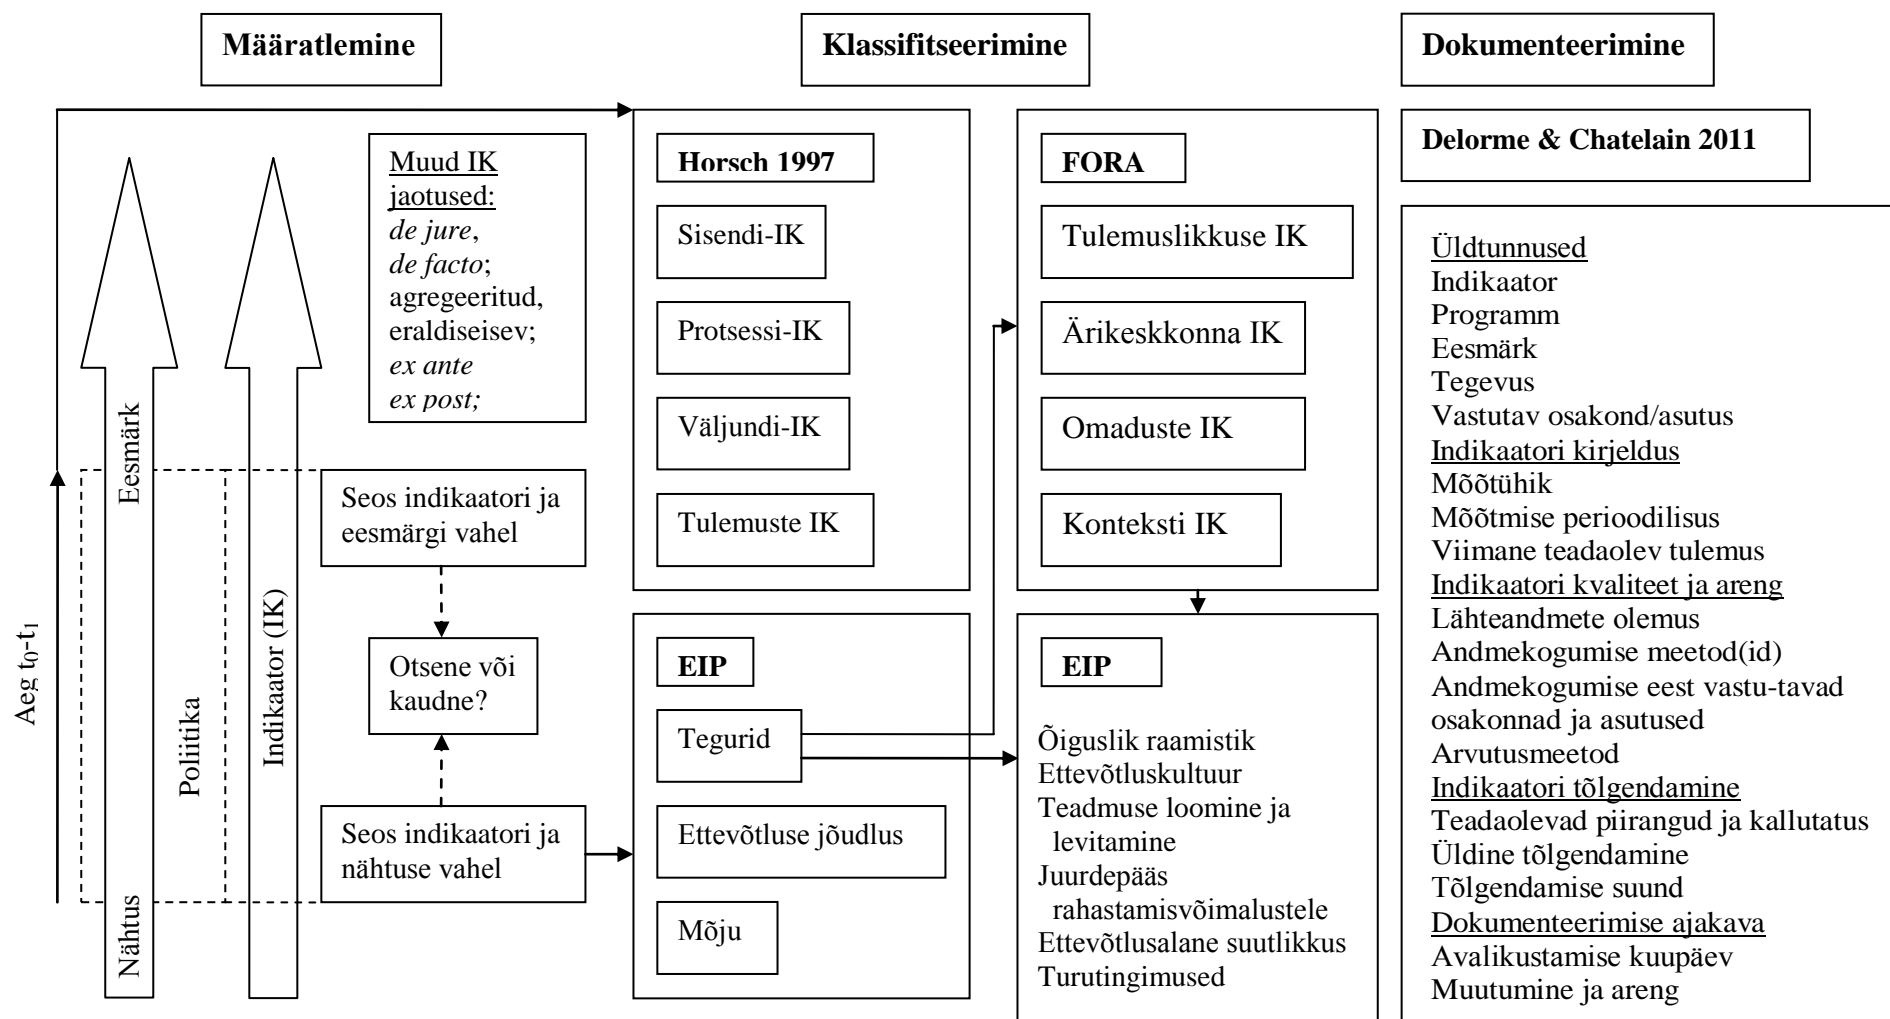 Määratlemine
Klassifitseerimine
Dokumenteerimine
Muud IK
jaotused:
de jure,
de facto;
agregeeritud,
eraldiseisev;
ex ante
ex post;
Aeg t₀-t₁
Nähtus
Eesmärk
Poliitika
Indikaator (IK)
Seos indikaatori ja
eesmärgi vahel
Otsene või
kaudne?
Seos indikaatori ja
nähtuse vahel
Horsch 1997
Sisendi-IK
Protsessi-IK
Väljundi-IK
Tulemuste IK
EIP
Tegurid
Ettevõtluse jõudlus
Mõju
FORA
Tulemuslikkuse IK
Ärikeskkonna IK
Omaduste IK
Konteksti IK
EIP
Õiguslik raamistik
Ettevõtluskultuur
Teadmuse loomine ja
levitamine
Juurdepääs
rahastamisvõimalustele
Ettevõtlusalane suutlikkus
Turutingimused
Delorme & Chatelain 2011
Üldtunnused
Indikaator
Programm
Eesmärk
Tegevus
Vastutav osakond/asutus
Indikaatori kirjeldus
Mõõtühik
Mõõtmise perioodilisus
Viimane teadaolev tulemus
Indikaatori kvaliteet ja areng
Lähteandmete olemus
Andmekogumise meetod(id)
Andmekogumise eest vastu-tavad
osakonnad ja asutused
Arvutusmeetod
Indikaatori tõlgendamine
Teadaolevad piirangud ja kallutatus
Üldine tõlgendamine
Tõlgendamise suund
Dokumenteerimise ajakava
Avalikustamise kuupäev
Muutumine ja areng